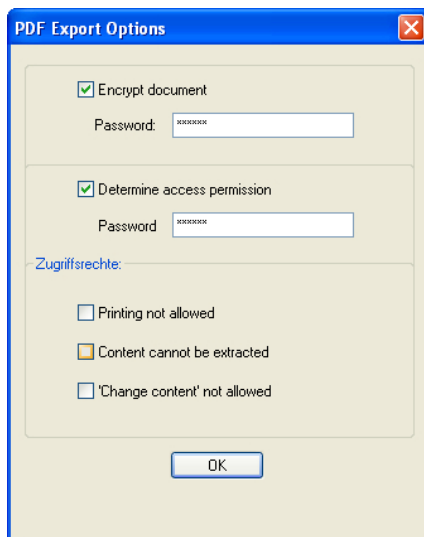 PDF Export Options
Encrypt document
Password: ******
Determine access permission
Password ******
Zugriffsrechte:
Printing not allowed
Content cannot be extracted
'Change content' not allowed
OK